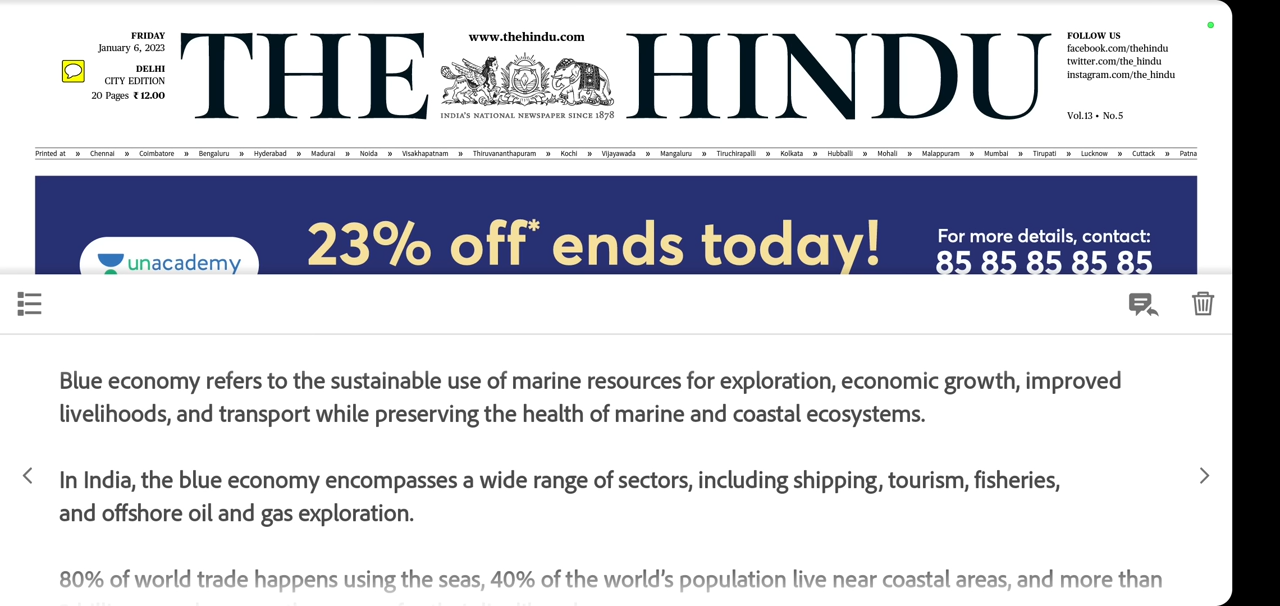 FRIDAY
January 6, 2023
DELHI
CITY EDITION
20 Pages ₹ 12.00
THE HINDU
www.thehindu.com
INDIA'S NATIONAL NEWSPAPER SINCE 1878
FOLLOW US
facebook.com/thehindu
twitter.com/the_hindu
instagram.com/the_hindu
Vol.13 • No.5
Printed at » Chennai » Coimbatore » Bengaluru » Hyderabad » Madurai » Noida » Visakhapatnam » Thiruvananthapuram » Kochi » Vijayawada » Mangaluru » Tiruchirapalli » Kolkata » Hubballi » Mohali » Malappuram » Mumbai » Tirupati » Lucknow » Cuttack » Patna
unacademy
23% off* ends today!
For more details, contact:
85 85 85 85 85
Blue economy refers to the sustainable use of marine resources for exploration, economic growth, improved
livelihoods, and transport while preserving the health of marine and coastal ecosystems.
In India, the blue economy encompasses a wide range of sectors, including shipping, tourism, fisheries,
and offshore oil and gas exploration.
80% of world trade happens using the seas, 40% of the world's population live near coastal areas, and more than